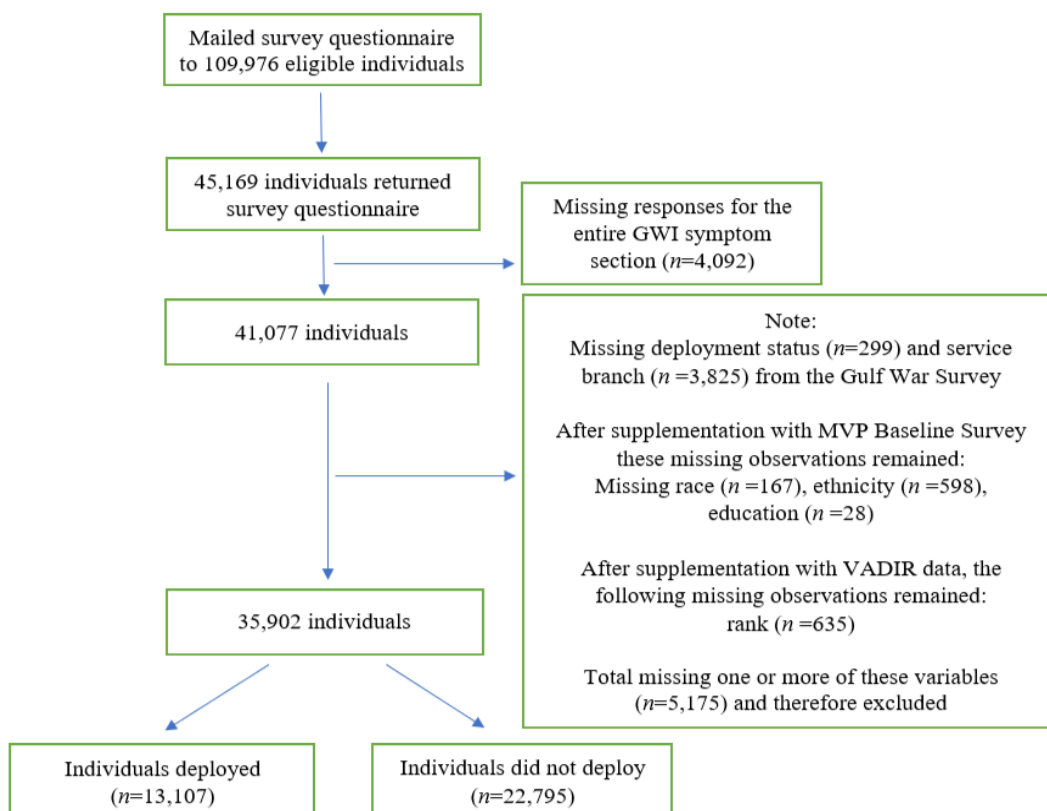 Mailed survey questionnaire
to 109,976 eligible individuals
45,169 individuals returned
survey questionnaire
Missing responses for the
entire GWI symptom
section (n=4,092)
41,077 individuals
Note:
Missing deployment status (n=299) and service
branch (n =3,825) from the Gulf War Survey
After supplementation with MVP Baseline Survey
these missing observations remained:
Missing race (n =167), ethnicity (n =598),
education (n =28)
After supplementation with VADIR data, the
following missing observations remained:
rank (n =635)
Total missing one or more of these variables
(n=5,175) and therefore excluded
35,902 individuals
Individuals deployed
(n=13,107)
Individuals did not deploy
(n=22,795)